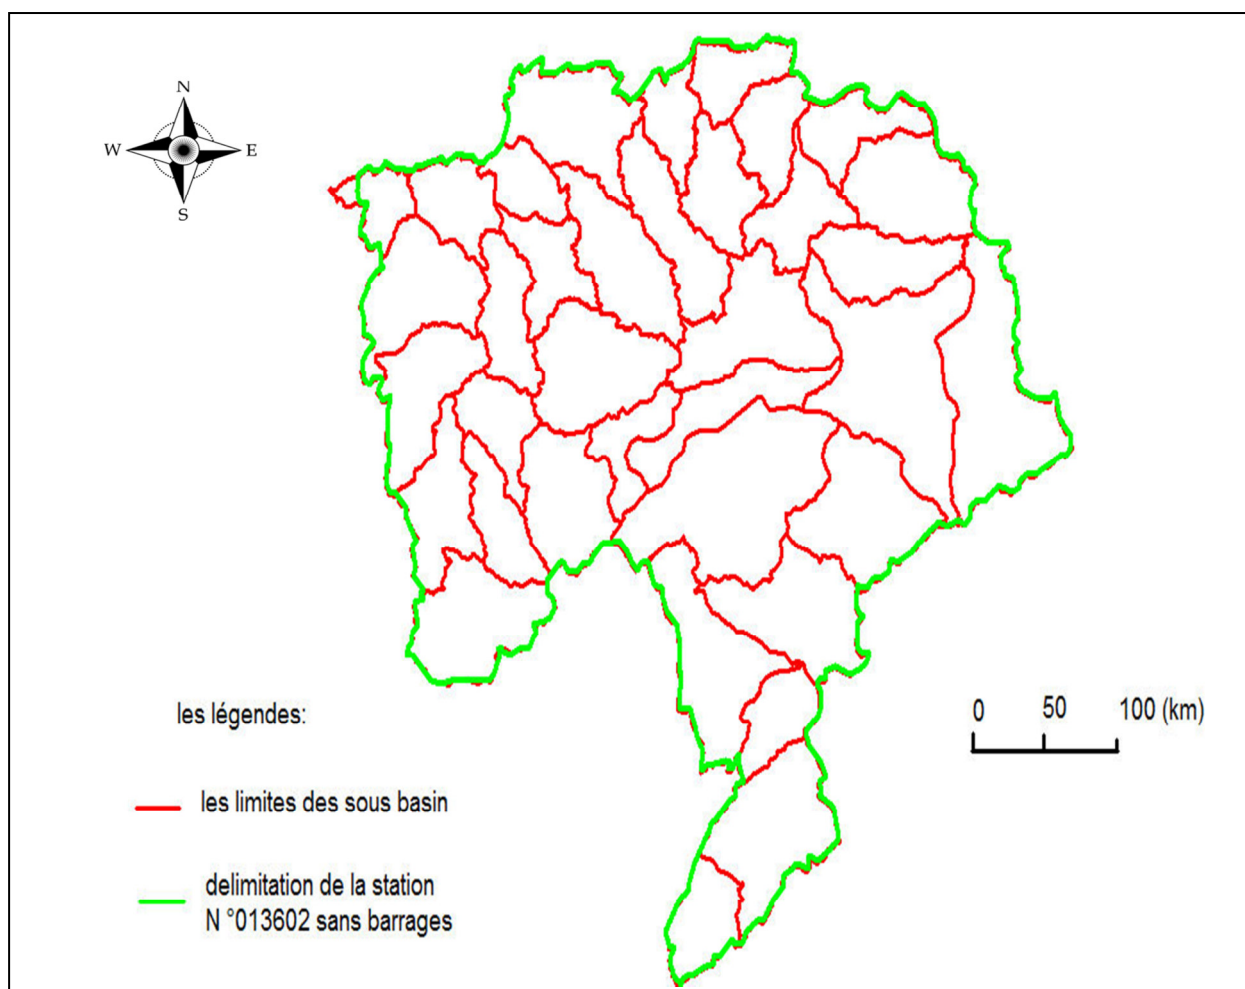 N
W
E
S
les légendes:
0 50 100 (km)
les limites des sous basin
delimitation de la station
N °013602 sans barrages